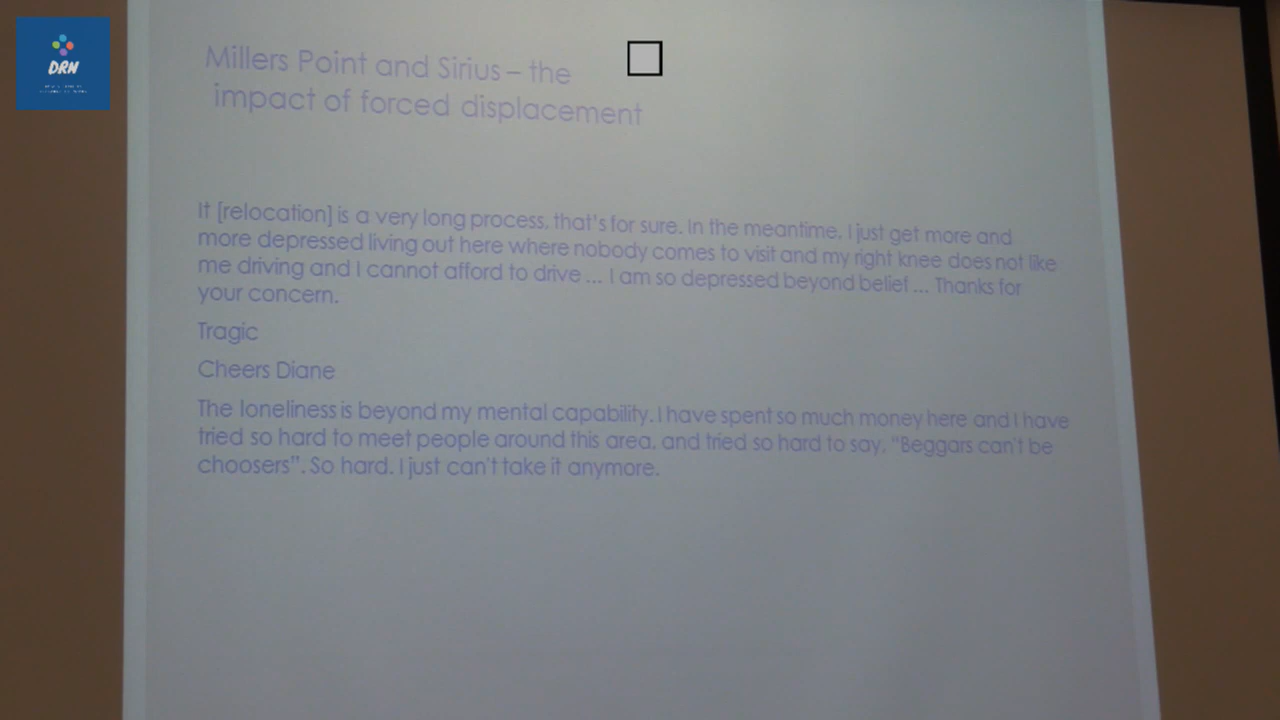 DRN
Millers Point and Sirius – the
impact of forced displacement
It [relocation] is a very long process, that's for sure. In the meantime, I just get more and
more depressed living out here where nobody comes to visit and my right knee does not like
me driving and I cannot afford to drive ... I am so depressed beyond belief ... Thanks for
your concern.
Tragic
Cheers Diane
The loneliness is beyond my mental capability. I have spent so much money here and I have
tried so hard to meet people around this area, and tried so hard to say, "Beggars can't be
choosers". So hard. I just can't take it anymore.